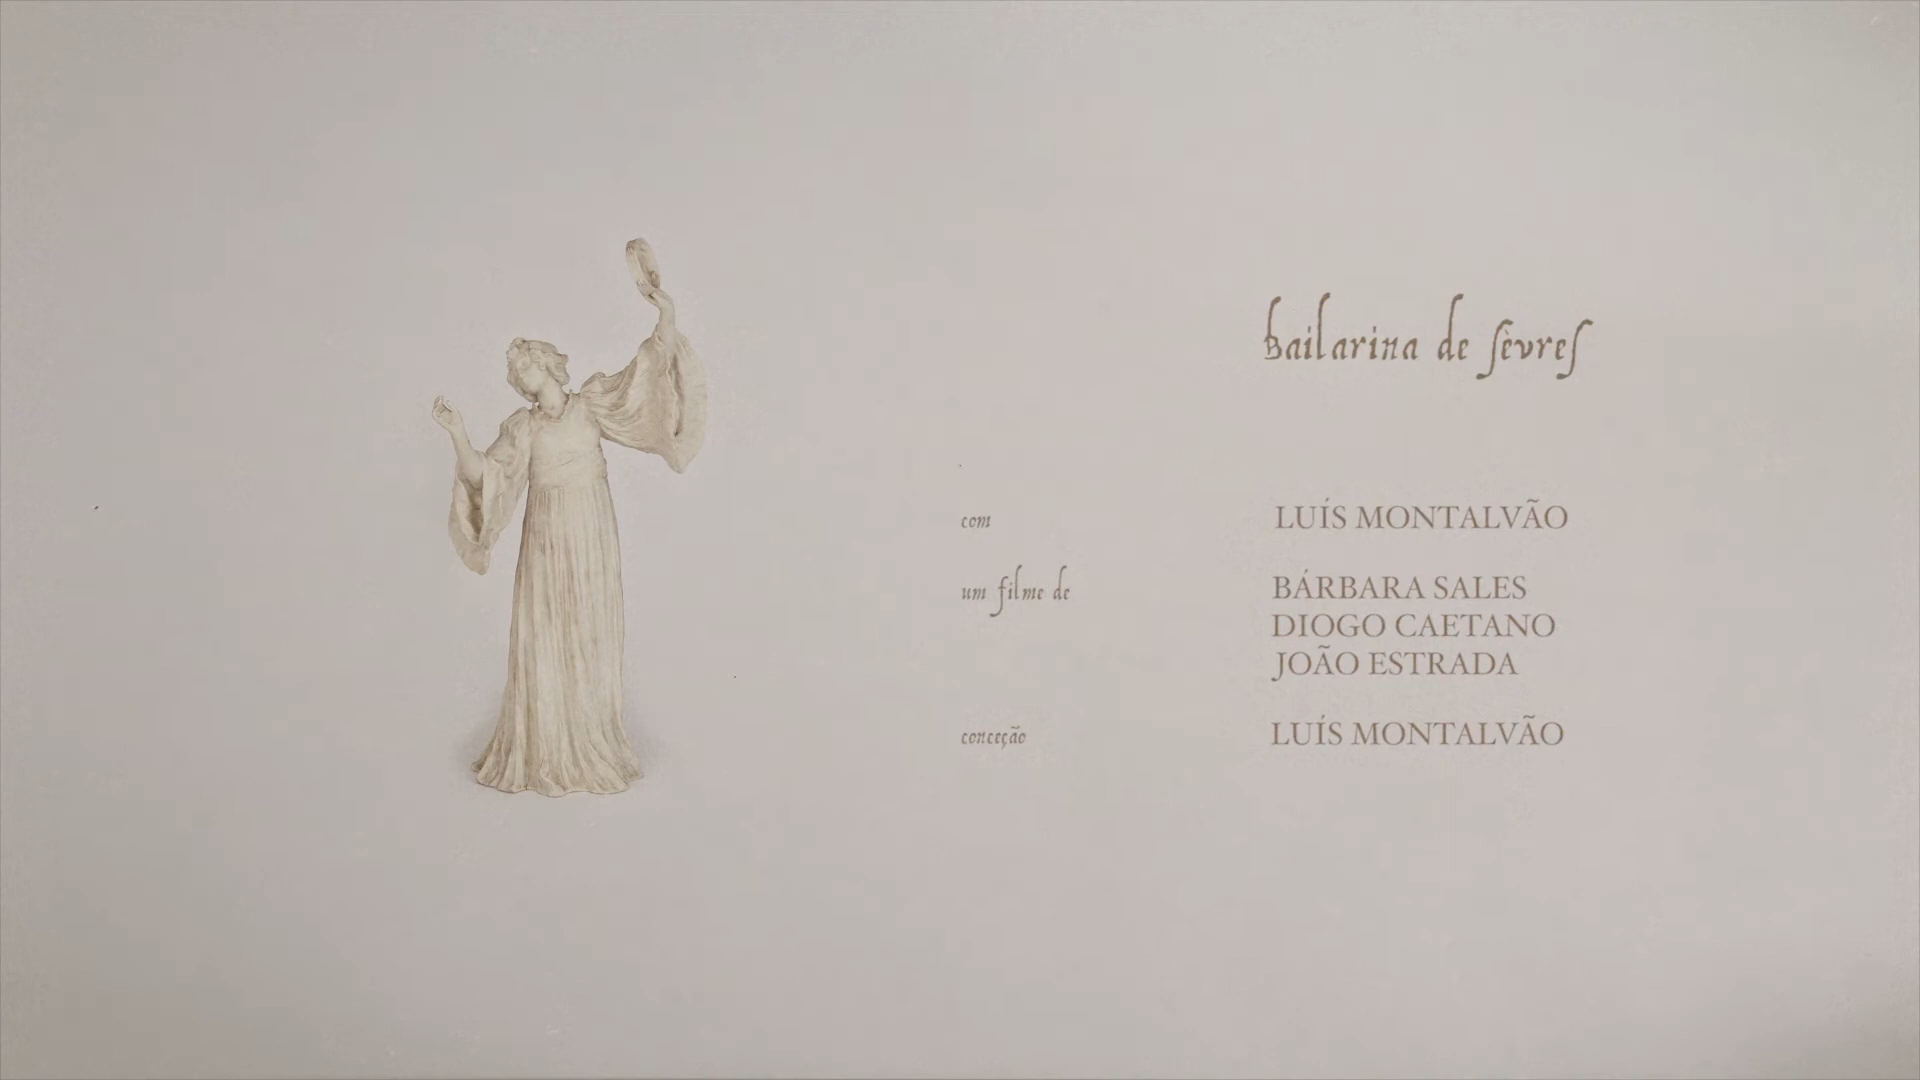 bailarina de sèvres
com LUÍS MONTALVÃO
um filme de BÁRBARA SALES
DIOGO CAETANO
JOÃO ESTRADA
conceção LUÍS MONTALVÃO